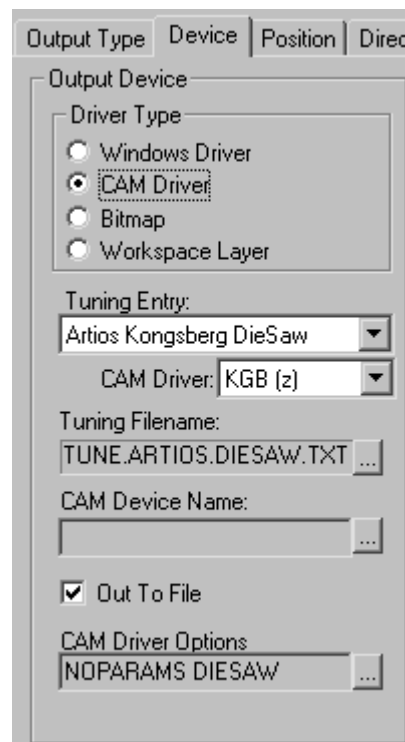 Output Type Device Position Direc
Output Device
Driver Type
Windows Driver
CAM Driver
Bitmap
Workspace Layer
Tuning Entry:
Artios Kongsberg DieSaw
CAM Driver: KGB (z)
Tuning Filename:
TUNE.ARTIOS.DIESAW.TXT ...
CAM Device Name:
...
Out To File
CAM Driver Options
NOPARAMS DIESAW ...